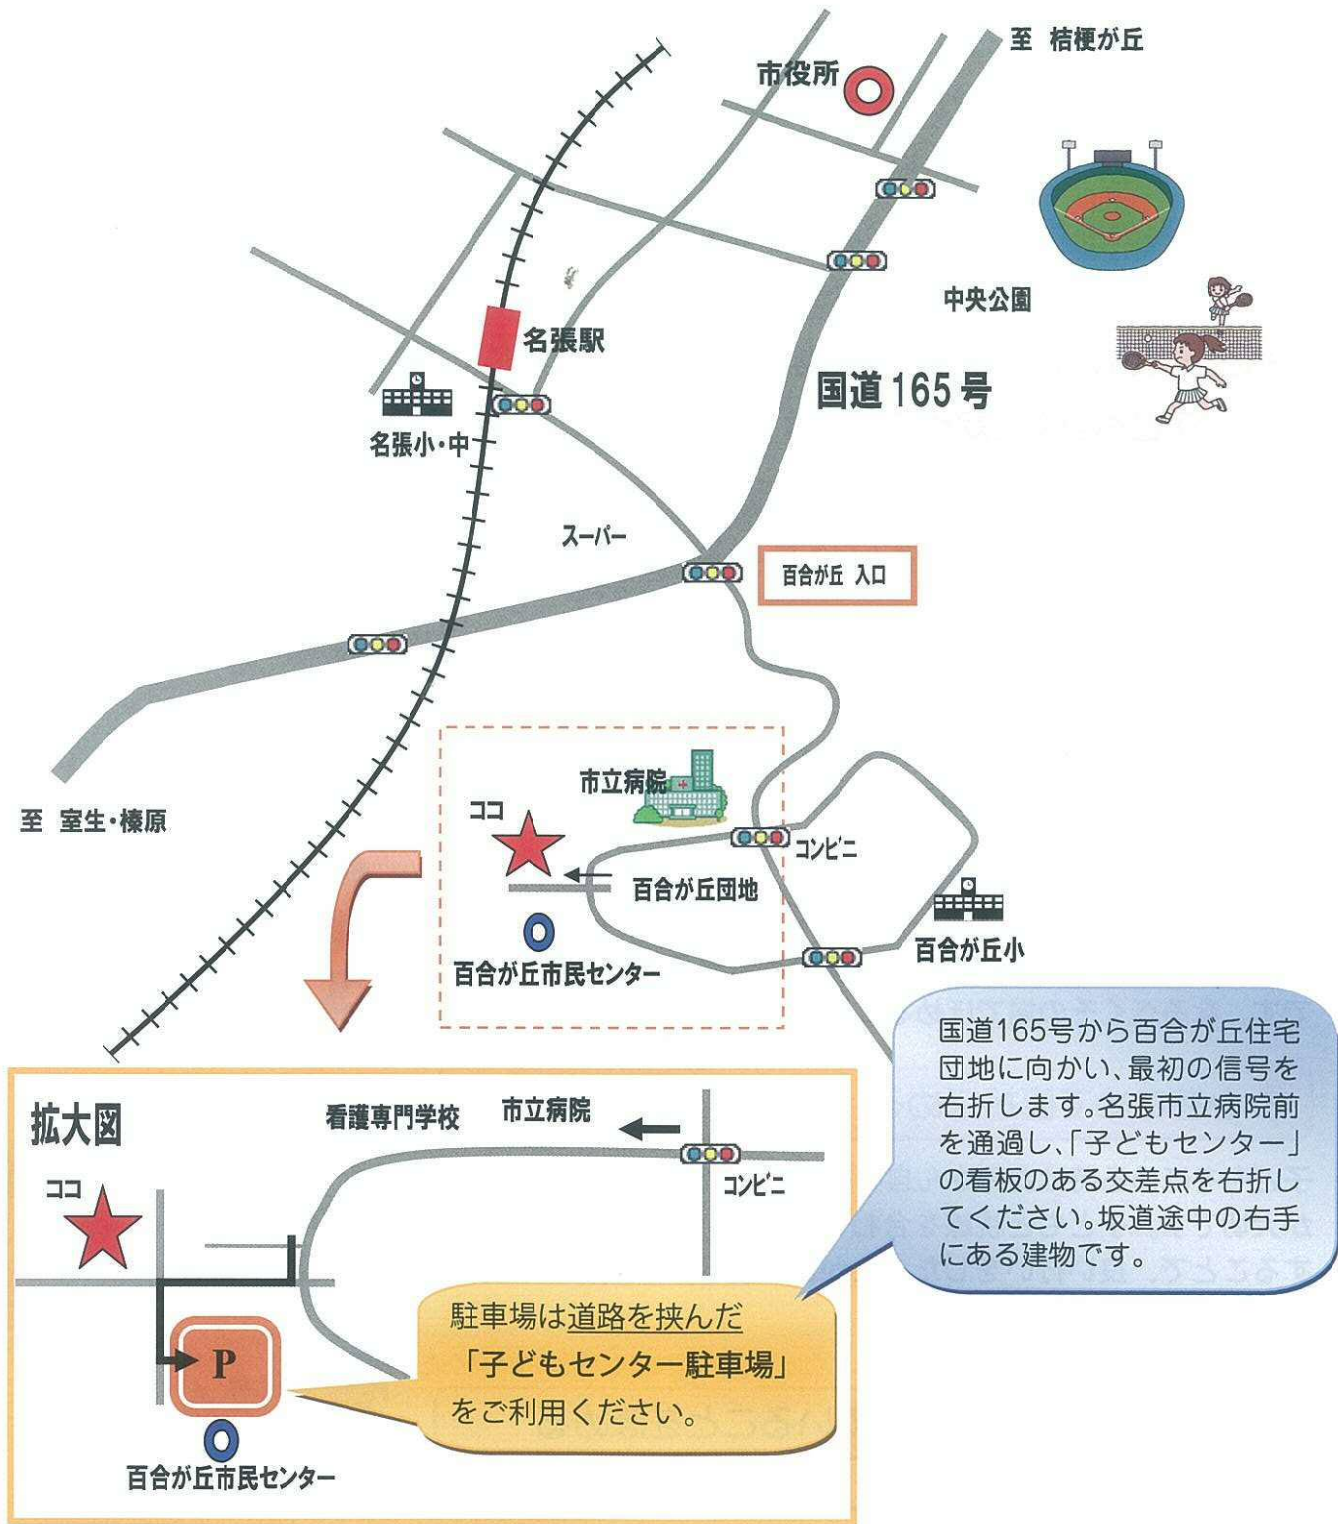 至 桔梗が丘
市役所
中央公園
名張駅
国道165号
名張小・中
スーパー
百合が丘 入口
市立病院
至 室生・榛原
ココ
コンビニ
百合が丘団地
百合が丘小
百合が丘市民センター
国道165号から百合が丘住宅
団地に向かい、最初の信号を
右折します。名張市立病院前
を通過し、「子どもセンター」
の看板のある交差点を右折し
てください。坂道途中の右手
にある建物です。
拡大図
看護専門学校
市立病院
ココ
コンビニ
駐車場は道路を挟んだ
「子どもセンター駐車場」
をご利用ください。
P
百合が丘市民センター